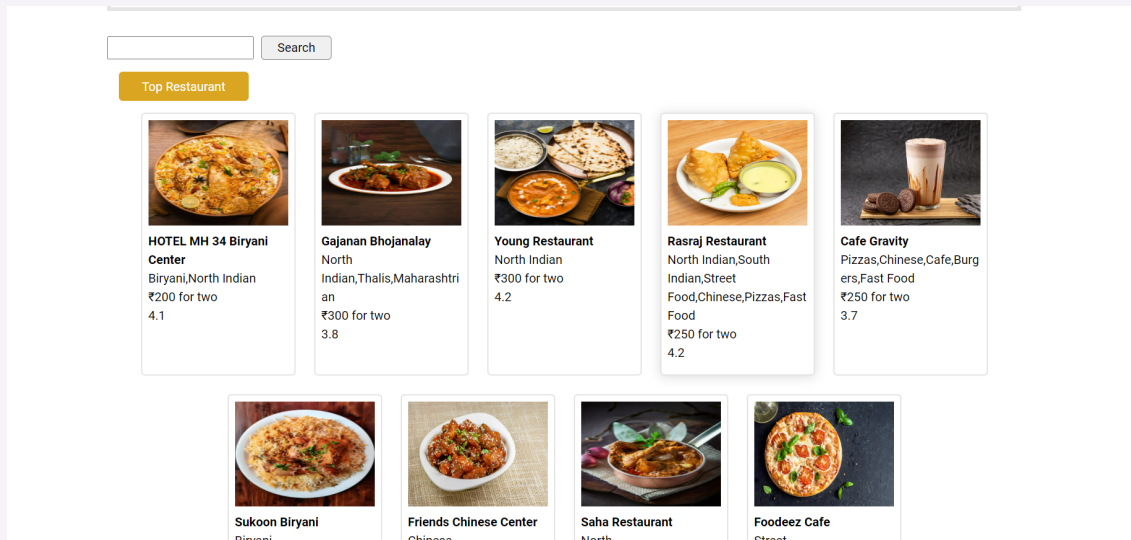 Search
Top Restaurant
HOTEL MH 34 Biryani
Center
Biryani,North Indian
₹200 for two
4.1
Gajanan Bhojanalay
North
Indian,Thalis,Maharashtri
an
₹300 for two
3.8
Young Restaurant
North Indian
₹300 for two
4.2
Rasraj Restaurant
North Indian,South
Indian,Street
Food,Chinese,Pizzas,Fast
Food
₹250 for two
4.2
Cafe Gravity
Pizzas,Chinese,Cafe,Burg
ers,Fast Food
₹250 for two
3.7
Sukoon Biryani
Biryani
Friends Chinese Center
Chinese
Saha Restaurant
North
Foodeez Cafe
Street